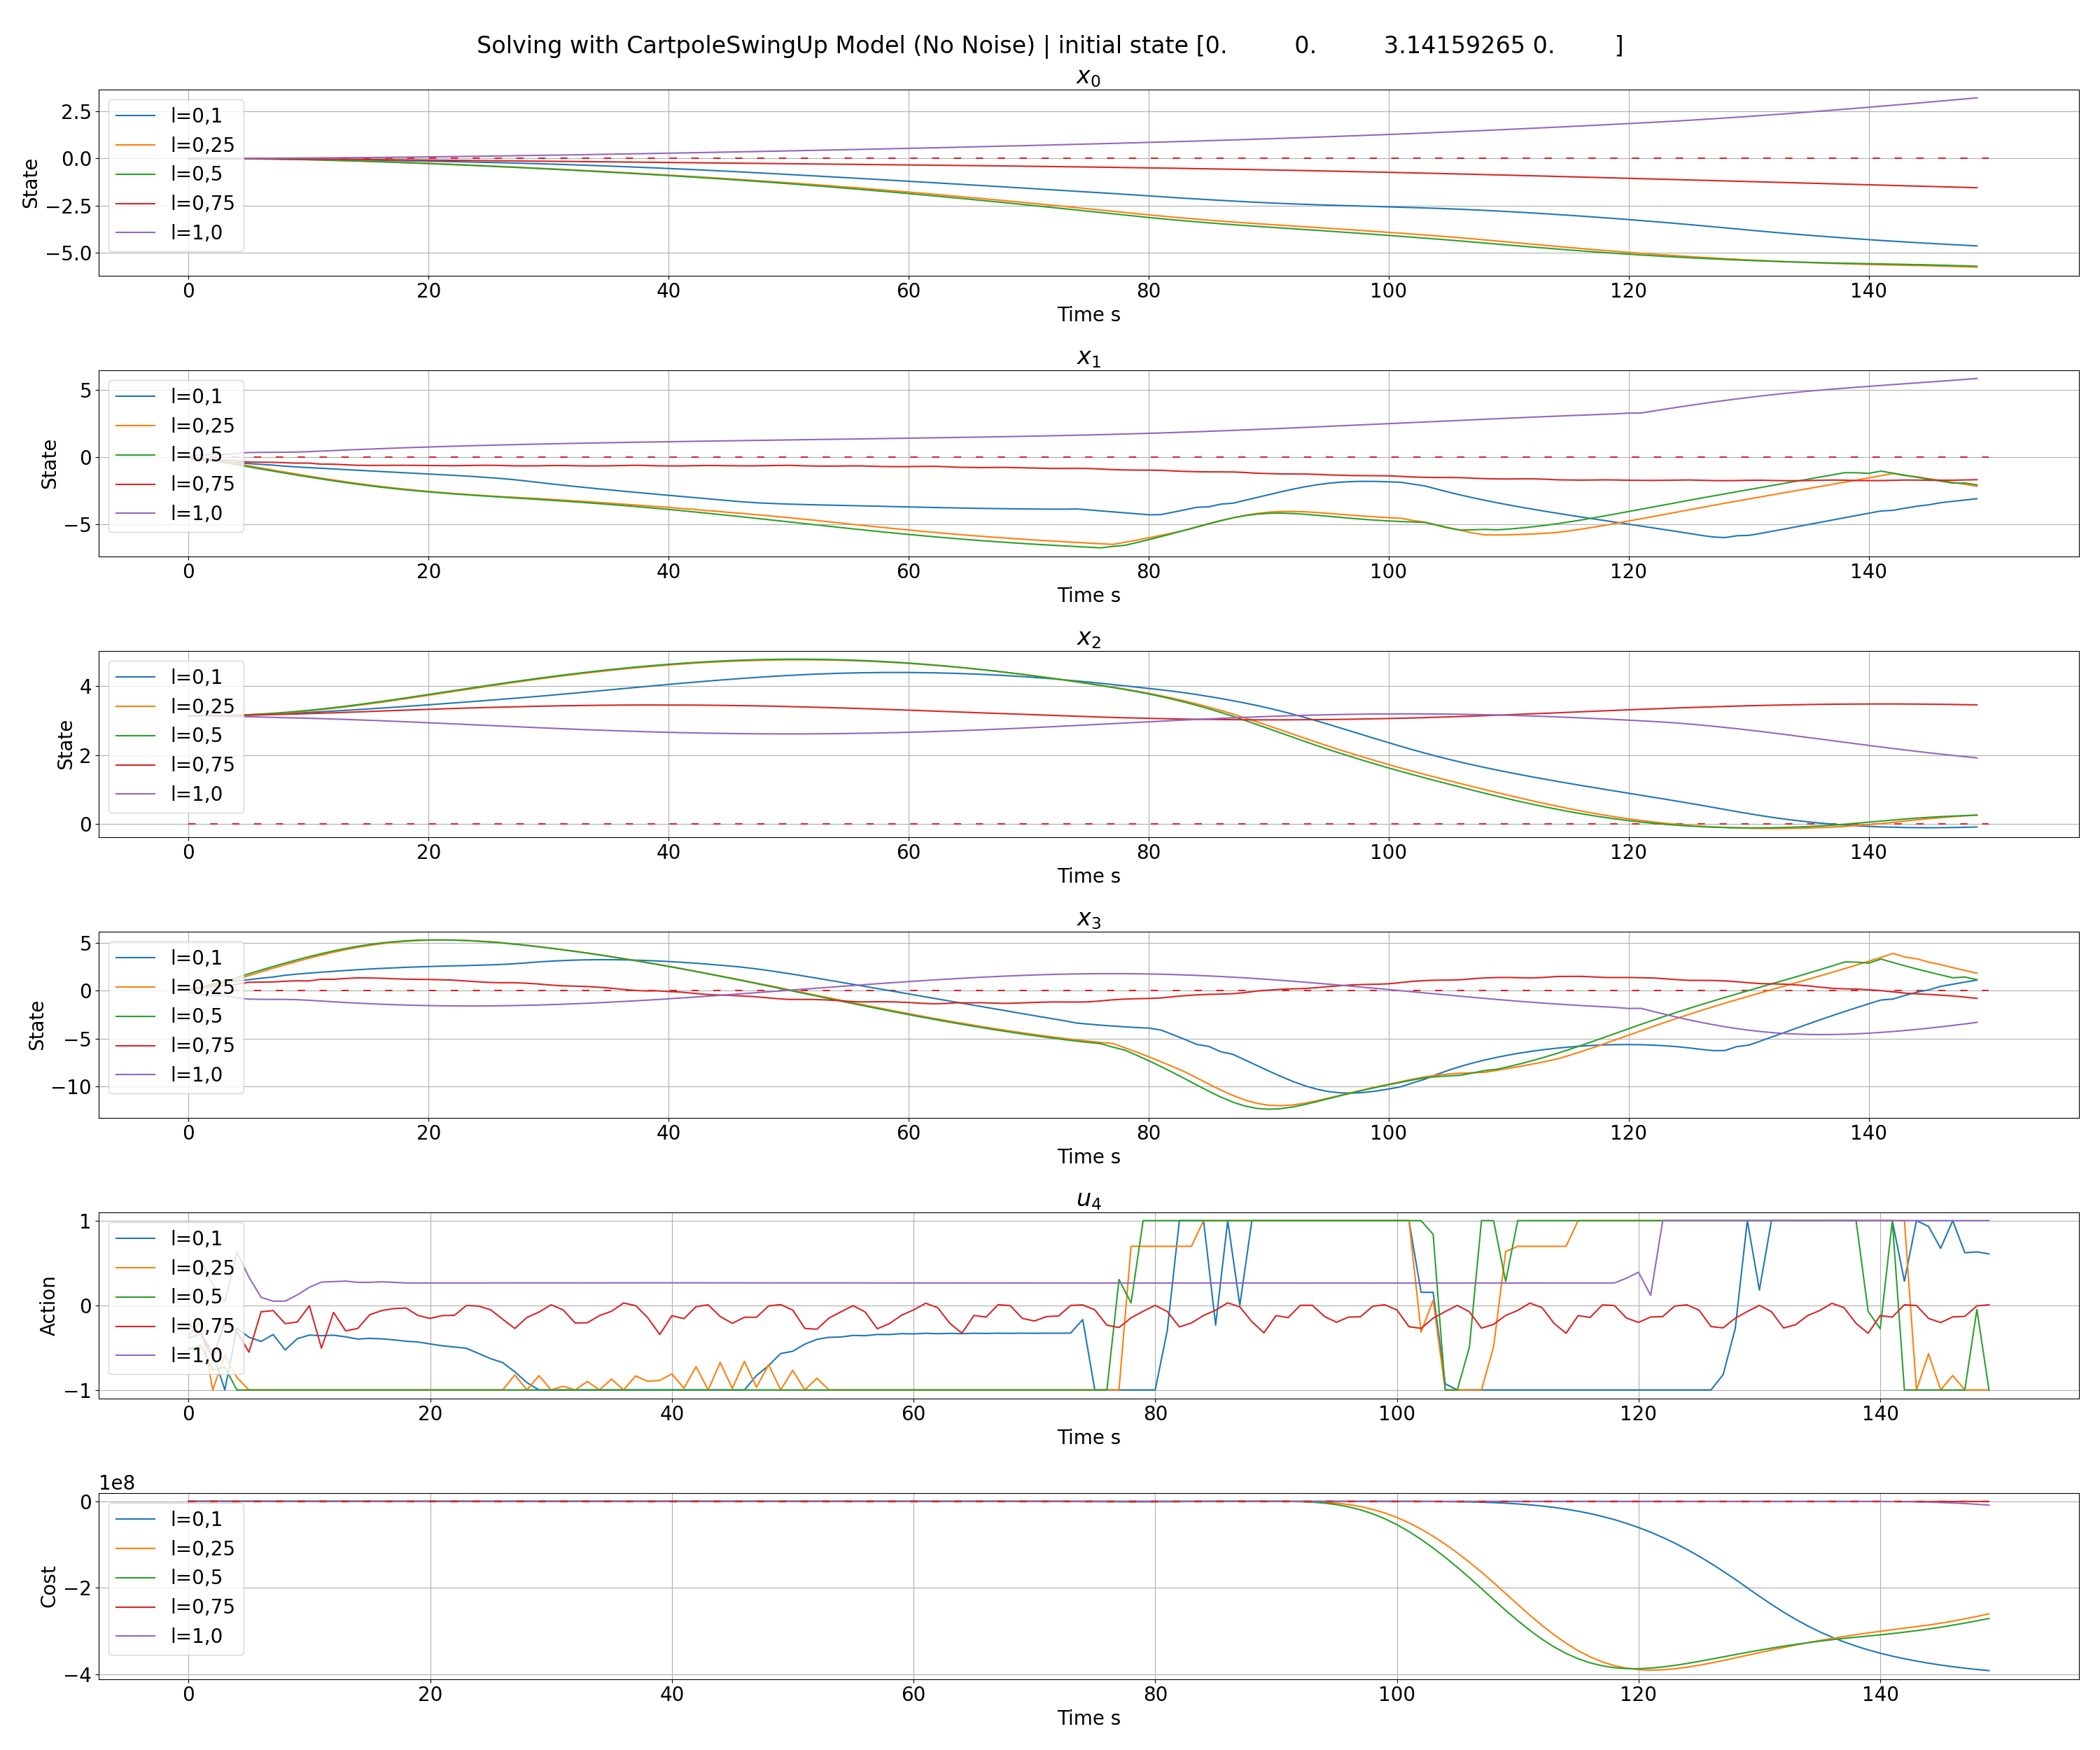 Solving with CartpoleSwingUp Model (No Noise) | initial state [0. 0. 3.14159265 0. ]
x0
2.5
0.0
−2.5
−5.0
State
l=0,1
l=0,25
l=0,5
l=0,75
l=1,0
0 20 40 60 80 100 120 140
Time s
x1
5
0
−5
State
l=0,1
l=0,25
l=0,5
l=0,75
l=1,0
0 20 40 60 80 100 120 140
Time s
x2
4
2
0
State
l=0,1
l=0,25
l=0,5
l=0,75
l=1,0
0 20 40 60 80 100 120 140
Time s
x3
5
0
−5
−10
State
l=0,1
l=0,25
l=0,5
l=0,75
l=1,0
0 20 40 60 80 100 120 140
Time s
u4
1
0
−1
Action
l=0,1
l=0,25
l=0,5
l=0,75
l=1,0
0 20 40 60 80 100 120 140
Time s
1e8
0
−2
−4
Cost
l=0,1
l=0,25
l=0,5
l=0,75
l=1,0
0 20 40 60 80 100 120 140
Time s